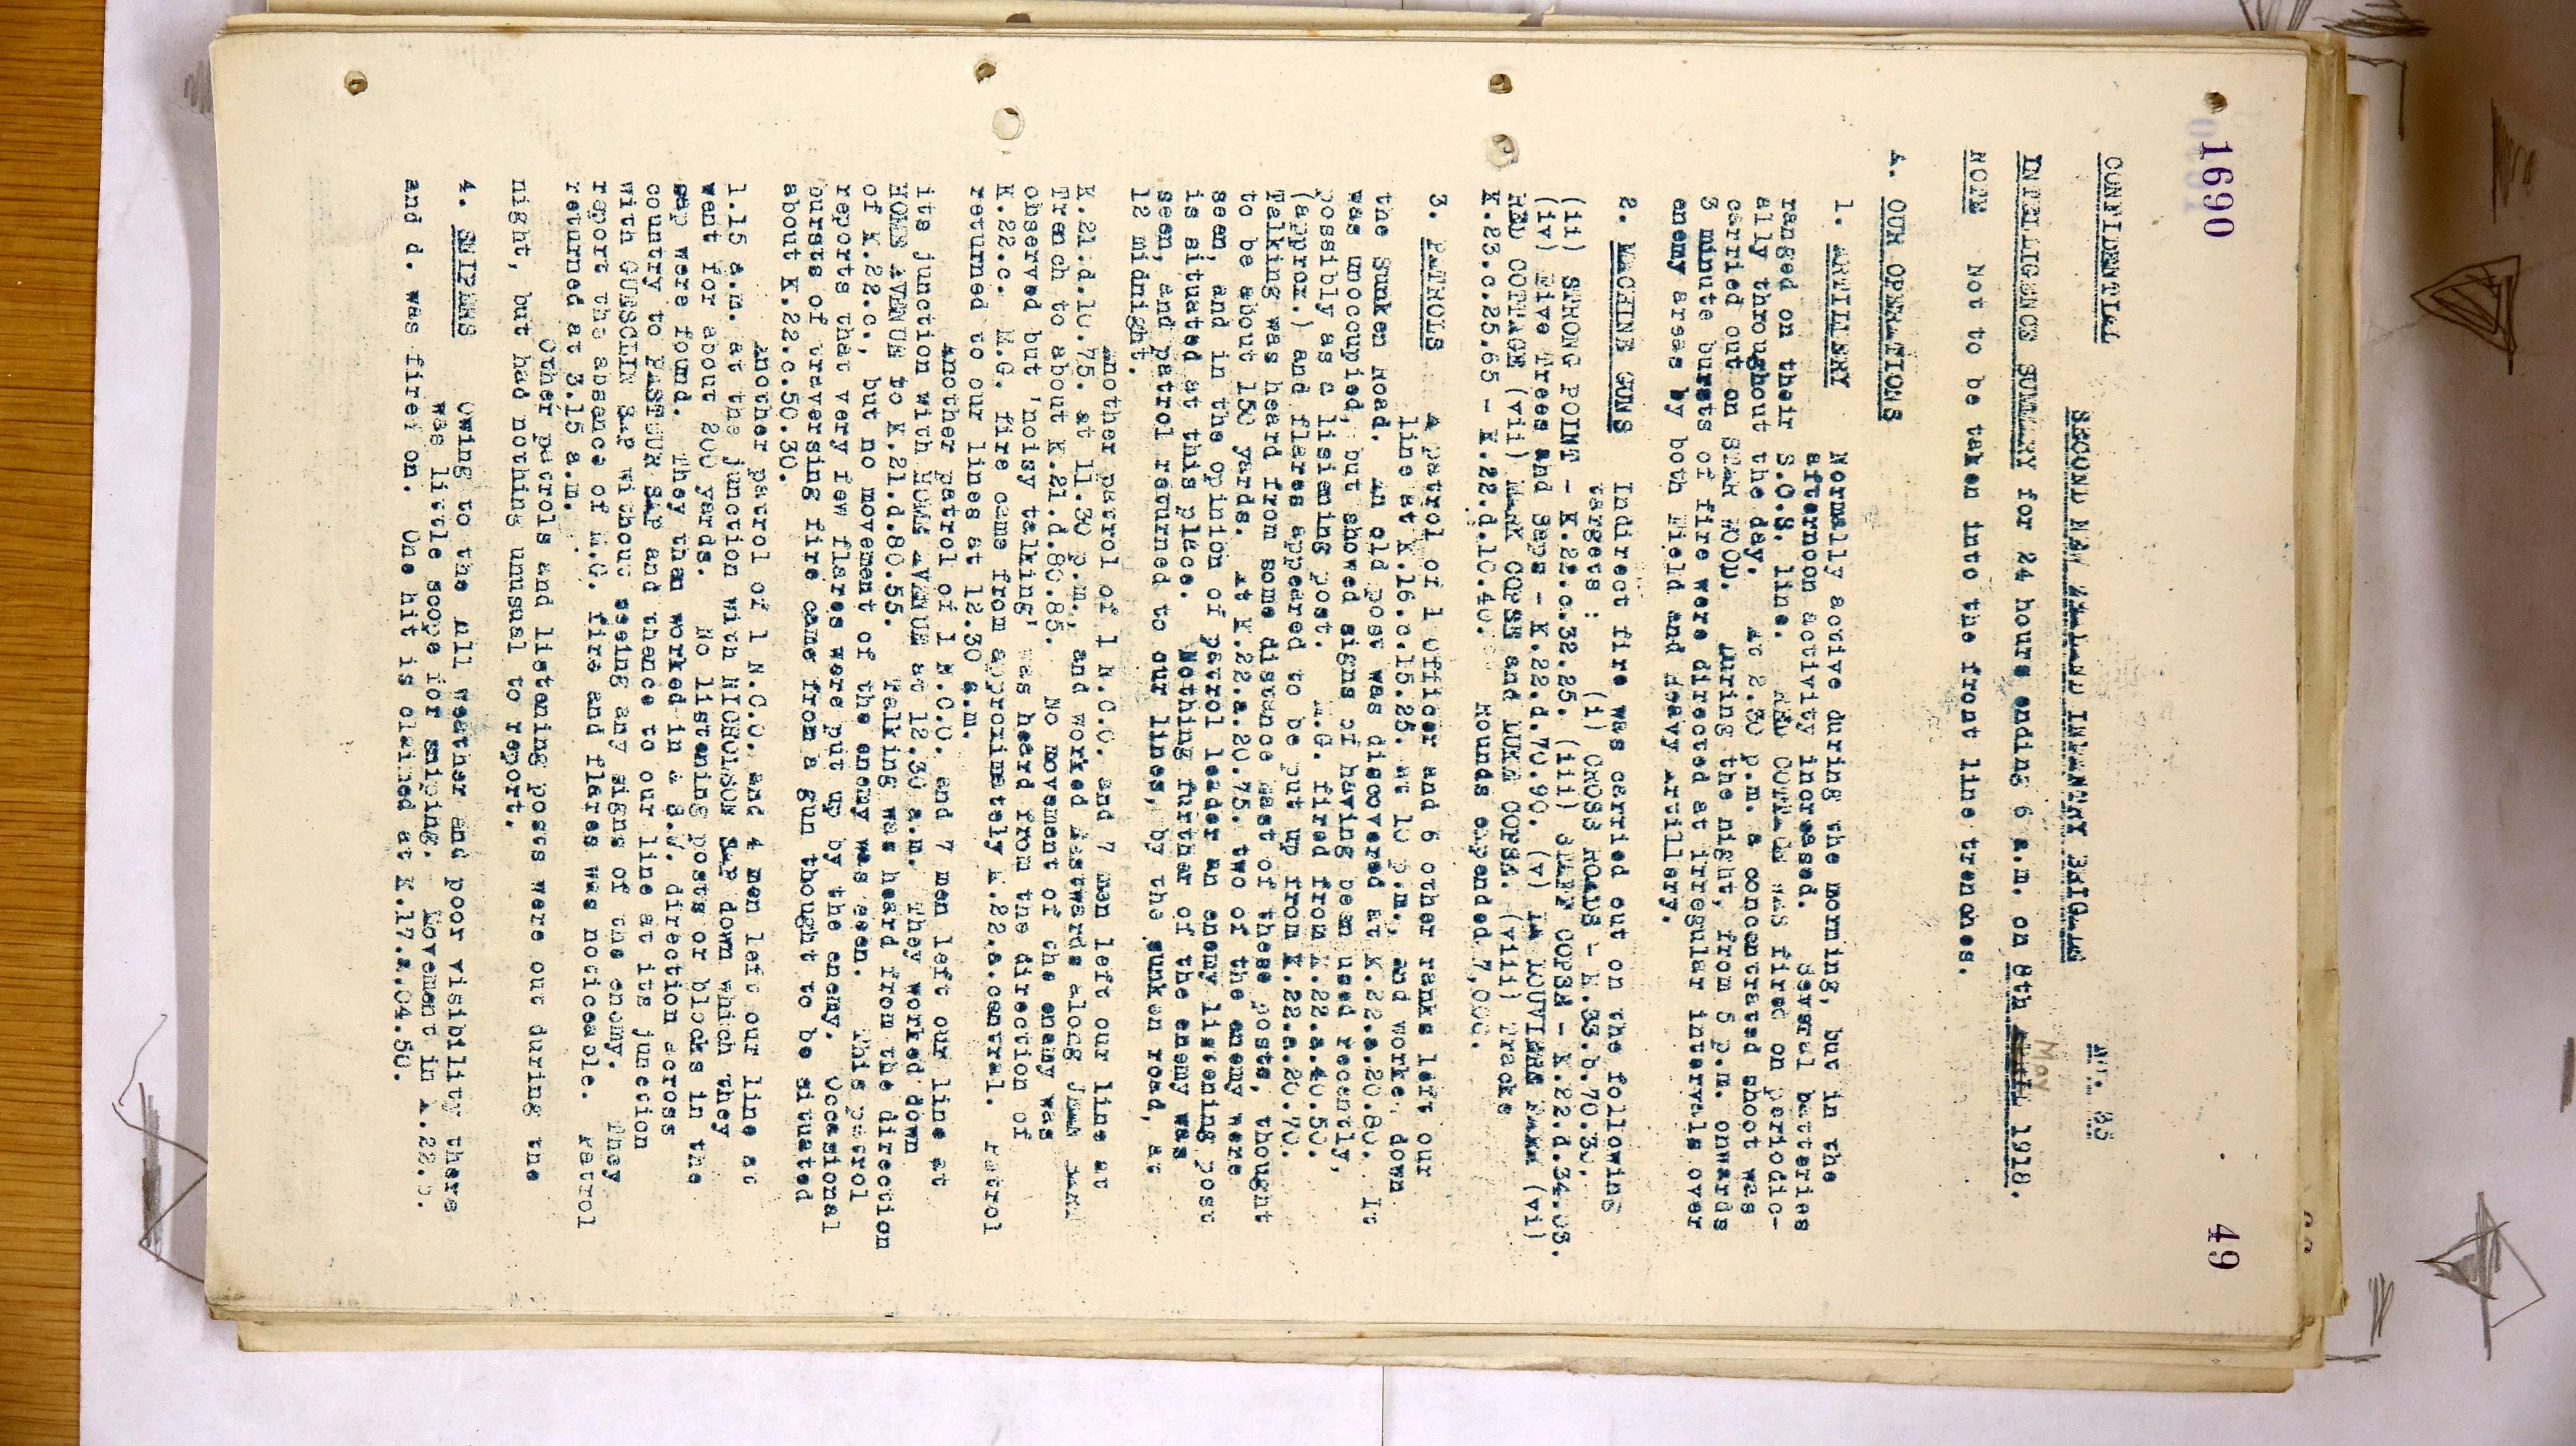 1690
49
CONFIDENTIAL
SECOND NEW ZEALAND INFANTRY BRIGADE
No. 85
INTELLIGENCE SUMMARY for 24 hours ending 6 a.m. on 8th May 1918.
NOTE Not to be taken into the front line trenches.
A. OUR OPERATIONS
1. ARTILLERY Normally active during the morning, but in the
afternoon activity increased. Several batteries
ranged on their S.O.S. line. RED COTTAGE was fired on periodic-
ally throughout the day. At 2.30 p.m. a concentrated shoot was
carried out on STAR WOOD. During the night, from 5 p.m. onwards
3 minute bursts of fire were directed at irregular intervals over
enemy areas by both Field and Heavy Artillery.
2. MACHINE GUNS Indirect fire was carried out on the following
targets : (i) CROSS ROADS - K.35.b.70.30.
(ii) STRONG POINT - K.22.c.32.25. (iii) JELLY COPSE - K.22.d.34.03.
(iv) Five Trees and Saps - K.22.d.70.90. (v) LA LOUVIERE FARM (vi)
RED COTTAGE (vii) MARK COPSE and LUKE COPSE. (viii) Tracks
K.23.c.25.65 - K.22.d.10.40. Rounds expended 7,000.
3. PATROLS A patrol of 1 Officer and 6 other ranks left our
line at K.16.c.15.25. at 10 p.m., and worked down
the Sunken Road. An old post was discovered at K.22.a.20.80. It
was unoccupied, but showed signs of having been used recently,
possibly as a listening post. M.G. fired from K.22.a.40.50.
(approx.) and flares appeared to be put up from K.22.a.20.70.
Talking was heard from some distance East of these posts, thought
to be about 150 yards. At K.22.a.20.75. two of the enemy were
seen, and in the opinion of patrol leader an enemy listening post
is situated at this place. Nothing further of the enemy was
seen, and patrol returned to our lines, by the sunken road, at
12 midnight.
Another patrol of 1 N.C.O. and 7 men left our line at
K.21.d.10.75. at 11.30 p.m., and worked Eastwards along JEAN BART
Trench to about K.21.d.80.85. No movement of the enemy was
observed but 'noisy talking' was heard from the direction of
K.22.c. M.G. fire came from approximately K.22.a.central. Patrol
returned to our lines at 12.30 a.m.
Another patrol of 1 N.C.O. and 7 men left our line at
its junction with HOME AVENUE at 12.30 a.m. They worked down
HOME AVENUE to K.21.d.80.55. Talking was heard from the direction
of K.22.c., but no movement of the enemy was seen. This patrol
reports that very few flares were put up by the enemy. Occasional
bursts of traversing fire came from a gun thought to be situated
about K.22.c.50.30.
Another patrol of 1 N.C.O. and 4 men left our line at
1.15 a.m. at the junction with NICHOLSON SAP down which they
went for about 200 yards. No listening posts or blocks in the
sap were found. They then worked in a S.W. direction across
country to PASTEUR SAP and thence to our line at its junction
with GUESCLIN SAP without seeing any signs of the enemy. They
report the absence of M.G. fire and flares was noticeable. Patrol
returned at 3.15 a.m.
Other patrols and listening posts were out during the
night, but had nothing unusual to report.
4. SNIPERS Owing to the dull weather and poor visibility there
was little scope for sniping. Movement in K.22.b.
and d. was fired on. One hit is claimed at K.17.a.04.50.